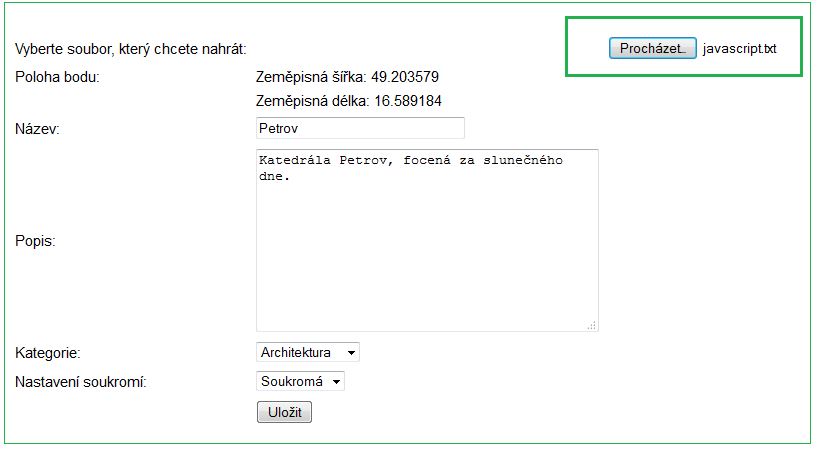 Vyberte soubor, který chcete nahrát: Procházet.. javascript.txt
Poloha bodu: Zeměpisná šířka: 49.203579
Zeměpisná délka: 16.589184
Název: Petrov
Katedrála Petrov, focená za slunečného
dne.
Popis:
Kategorie: Architektura
Nastavení soukromí: Soukromá
Uložit